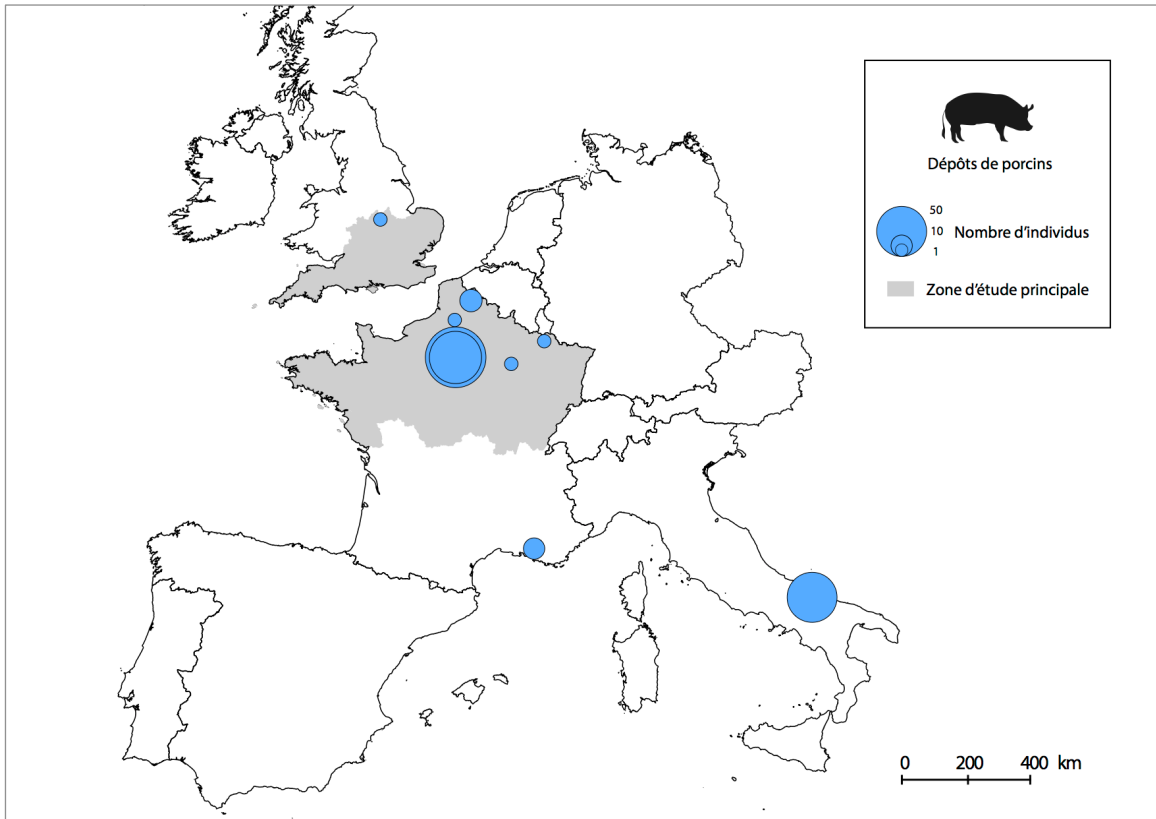 Dépôts de porcins
50
10
1
Nombre d’individus
Zone d’étude principale
0 200 400 km